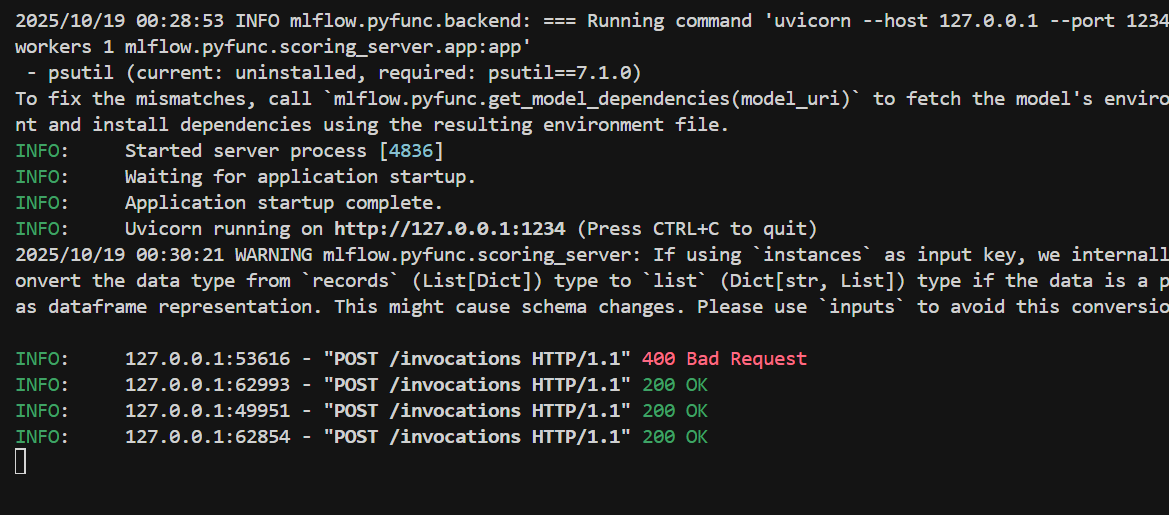 2025/10/19 00:28:53 INFO mlflow.pyfunc.backend: === Running command 'uvicorn --host 127.0.0.1 --port 1234
workers 1 mlflow.pyfunc.scoring_server.app:app'
 - psutil (current: uninstalled, required: psutil==7.1.0)
To fix the mismatches, call `mlflow.pyfunc.get_model_dependencies(model_uri)` to fetch the model's enviro
nt and install dependencies using the resulting environment file.
INFO:     Started server process [4836]
INFO:     Waiting for application startup.
INFO:     Application startup complete.
INFO:     Uvicorn running on http://127.0.0.1:1234 (Press CTRL+C to quit)
2025/10/19 00:30:21 WARNING mlflow.pyfunc.scoring_server: If using `instances` as input key, we internall
onvert the data type from `records` (List[Dict]) type to `list` (Dict[str, List]) type if the data is a p
as dataframe representation. This might cause schema changes. Please use `inputs` to avoid this conversio
INFO:     127.0.0.1:53616 - "POST /invocations HTTP/1.1" 400 Bad Request
INFO:     127.0.0.1:62993 - "POST /invocations HTTP/1.1" 200 OK
INFO:     127.0.0.1:49951 - "POST /invocations HTTP/1.1" 200 OK
INFO:     127.0.0.1:62854 - "POST /invocations HTTP/1.1" 200 OK